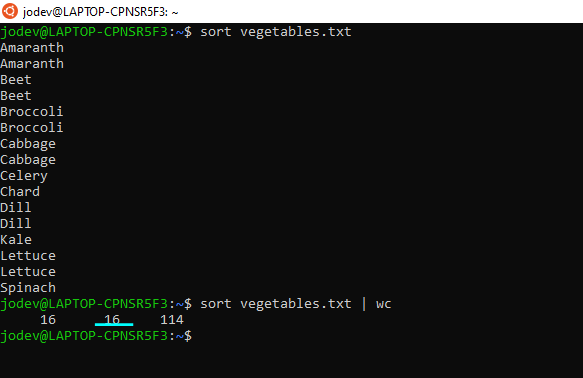 jodev@LAPTOP-CPNSR5F3: ~
jodev@LAPTOP-CPNSR5F3:~$ sort vegetables.txt
Amaranth
Amaranth
Beet
Beet
Broccoli
Broccoli
Cabbage
Cabbage
Celery
Chard
Dill
Dill
Kale
Lettuce
Lettuce
Spinach
jodev@LAPTOP-CPNSR5F3:~$ sort vegetables.txt | wc
16 16 114
jodev@LAPTOP-CPNSR5F3:~$